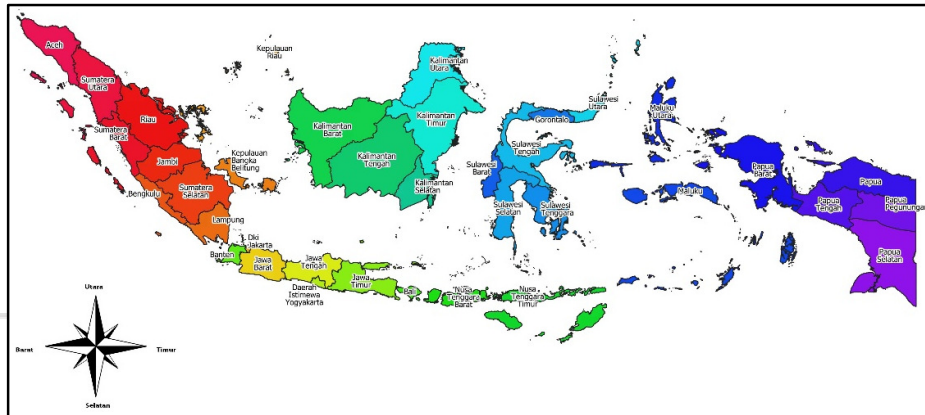 Aceh
Sumatera
Utara
Riau
Kepulauan
Riau
Sumatera
Barat
Jambi
Kepulauan
Bangka
Belitung
Bengkulu
Sumatera
Selatan
Lampung
Dki
Jakarta
Banten
Jawa
Barat
Jawa
Tengah
Daerah
Istimewa
Yogyakarta
Jawa
Timur
Bali
Nusa
Tenggara
Barat
Nusa
Tenggara
Timur
Kalimantan
Barat
Kalimantan
Tengah
Kalimantan
Utara
Kalimantan
Timur
Kalimantan
Selatan
Sulawesi
Utara
Gorontalo
Sulawesi
Tengah
Sulawesi
Barat
Sulawesi
Selatan
Sulawesi
Tenggara
Maluku
Utara
Maluku
Papua
Barat
Papua
Papua
Tengah
Papua
Pegunungan
Papua
Selatan
Utara
Barat
Timur
Selatan